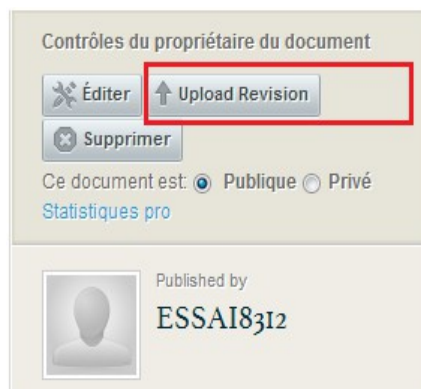 Contrôles du propriétaire du document
Éditer Upload Revision
Supprimer
Ce document est: Publique Privé
Statistiques pro
Published by
ESSAI8312